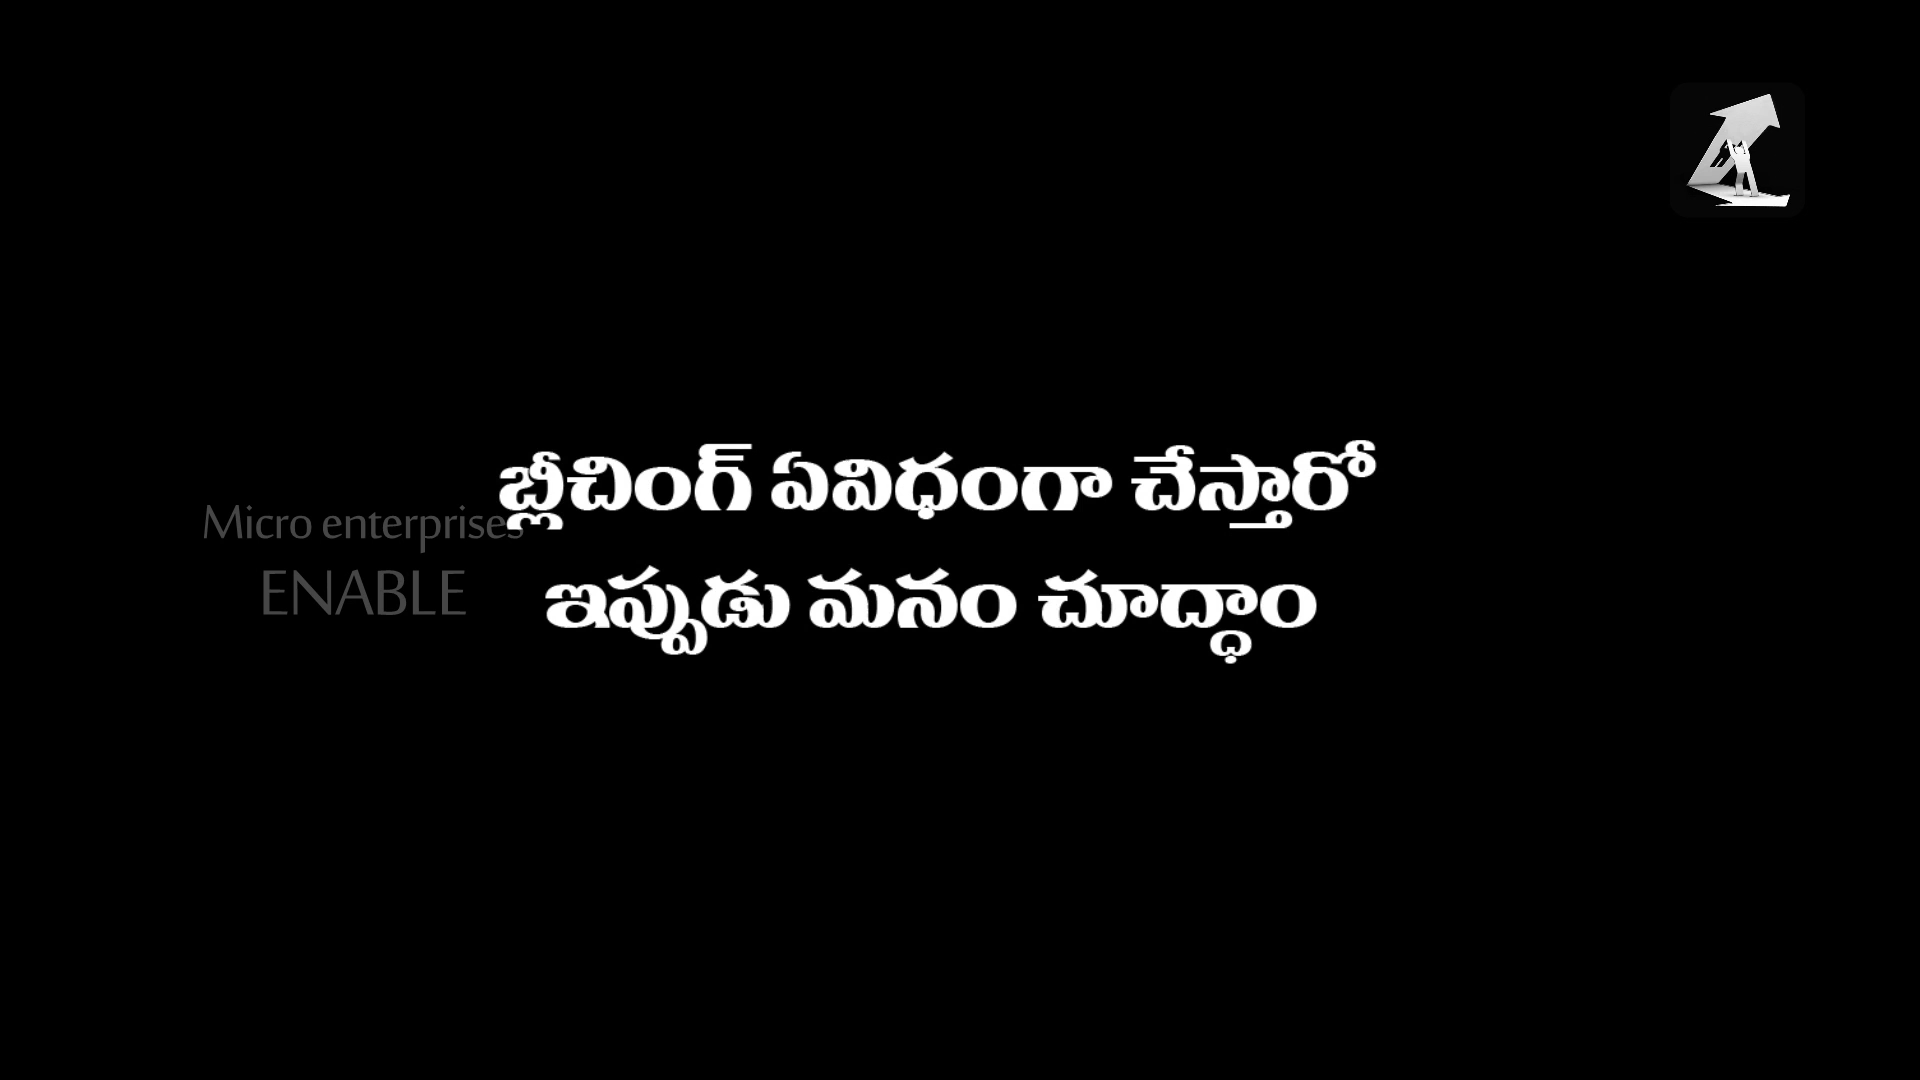 బ్లీచింగ్ ఏవిధంగా చేస్తారో
ఇప్పుడు మనం చూద్ధాం
Micro enterprises
ENABLE